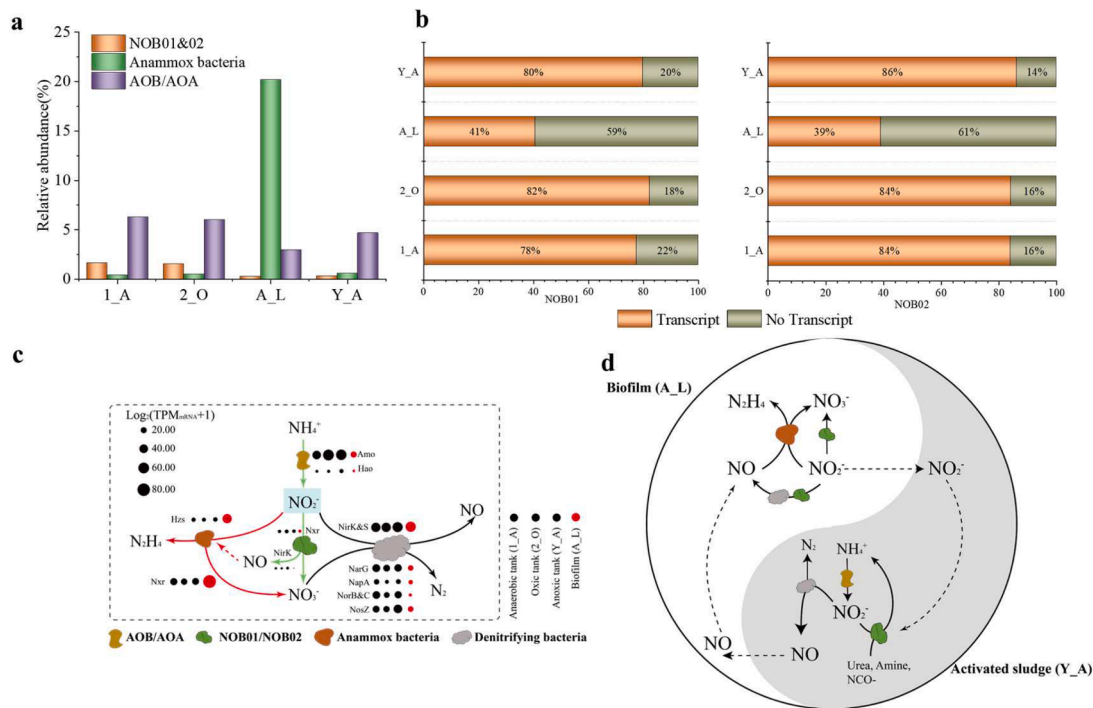 a
25
20
15
10
5
0
Relative abundance(%)
NOB01&02
Anammox bacteria
AOB/AOA
1_A
2_O
A_L
Y_A
b
Y_A
80%
20%
A_L
41%
59%
2_O
82%
18%
1_A
78%
22%
0
20
40
60
80
100
NOB01
Y_A
86%
14%
A_L
39%
61%
2_O
84%
16%
1_A
84%
16%
0
20
40
60
80
100
NOB02
Transcript
No Transcript
c
Log₂(TPMmRNA+1)
20.00
40.00
60.00
80.00
NH₄⁺
Amo
Hao
NO₂⁻
NO
Hzs
Nxr
NirK&S
N₂H₄
NO
NirK
Nxr
NO₃⁻
NarG
NapA
NorB&C
NosZ
N₂
Anaerobic tank (1_A)
Oxic tank (2_O)
Anoxic tank (Y_A)
Biofilm (A_L)
AOB/AOA
NOB01/NOB02
Anammox bacteria
Denitrifying bacteria
d
Biofilm (A_L)
N₂H₄
NO₃⁻
NO
NO₂⁻
NO₂⁻
N₂
NH₄⁺
NO₂⁻
NO
NO
Urea, Amine,
NCO-
Activated sludge (Y_A)